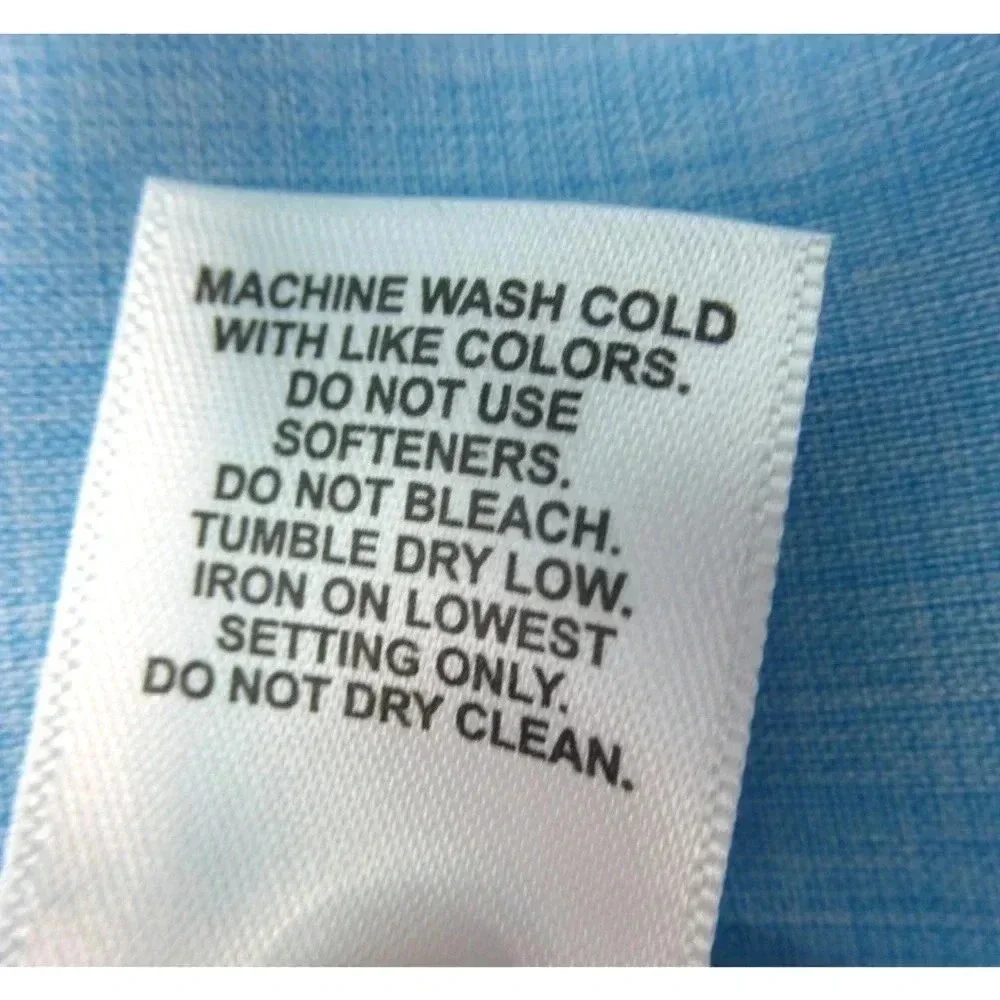 MACHINE WASH COLD
WITH LIKE COLORS.
DO NOT USE
SOFTENERS.
DO NOT BLEACH.
TUMBLE DRY LOW.
IRON ON LOWEST
SETTING ONLY.
DO NOT DRY CLEAN.